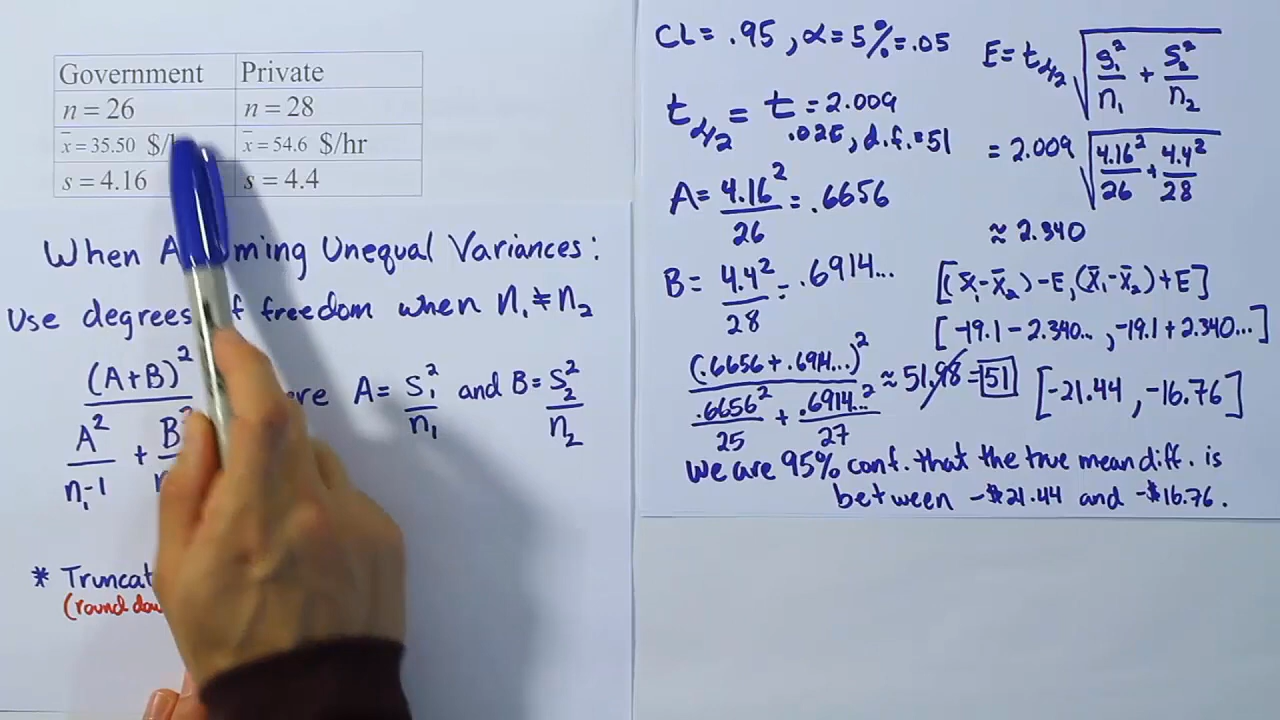 Government Private
n = 26 n = 28
x̄ = 35.50 $/hr x̄ = 54.6 $/hr
s = 4.16 s = 4.4
When Assuming Unequal Variances:
Use degrees of freedom when n₁ ≠ n₂
(A+B)²
A² / n₁-1 + B²
where A = S₁²/n₁ and B = S₂²/n₂
* Truncat
(round dow
CL = .95, α = 5% = .05
t α/2 = t .025, d.f. = 51 = 2.009
A = 4.16²/26 = .6656
B = 4.4²/28 = .6914...
(.6656 + .6914...)² / (.6656²/25 + .6914...²/27) ≈ 51.98 = 51
E = t α/2 √(S₁²/n₁ + S₂²/n₂)
= 2.009 √(4.16²/26 + 4.4²/28)
≈ 2.340
[(x̄₁-x̄₂)-E, (x̄₁-x̄₂)+E]
[-19.1 - 2.340..., -19.1 + 2.340...]
[-21.44, -16.76]
We are 95% conf. that the true mean diff. is
between -$21.44 and -$16.76.